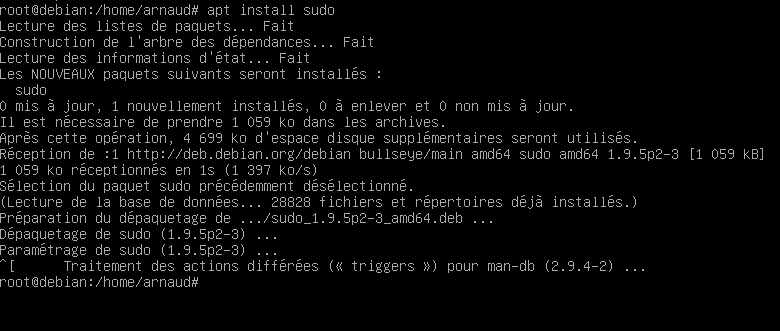 root@debian:/home/arnaud# apt install sudo
Lecture des listes de paquets... Fait
Construction de l'arbre des dépendances... Fait
Lecture des informations d'état... Fait
Les NOUVEAUX paquets suivants seront installés :
  sudo
0 mis à jour, 1 nouvellement installés, 0 à enlever et 0 non mis à jour.
Il est nécessaire de prendre 1 059 ko dans les archives.
Après cette opération, 4 699 ko d'espace disque supplémentaires seront utilisés.
Réception de :1 http://deb.debian.org/debian bullseye/main amd64 sudo amd64 1.9.5p2-3 [1 059 kB]
1 059 ko réceptionnés en 1s (1 397 ko/s)
Sélection du paquet sudo précédemment désélectionné.
(Lecture de la base de données... 28828 fichiers et répertoires déjà installés.)
Préparation du dépaquetage de .../sudo_1.9.5p2-3_amd64.deb ...
Dépaquetage de sudo (1.9.5p2-3) ...
Paramétrage de sudo (1.9.5p2-3) ...
^[      Traitement des actions différées (« triggers ») pour man-db (2.9.4-2) ...
root@debian:/home/arnaud#